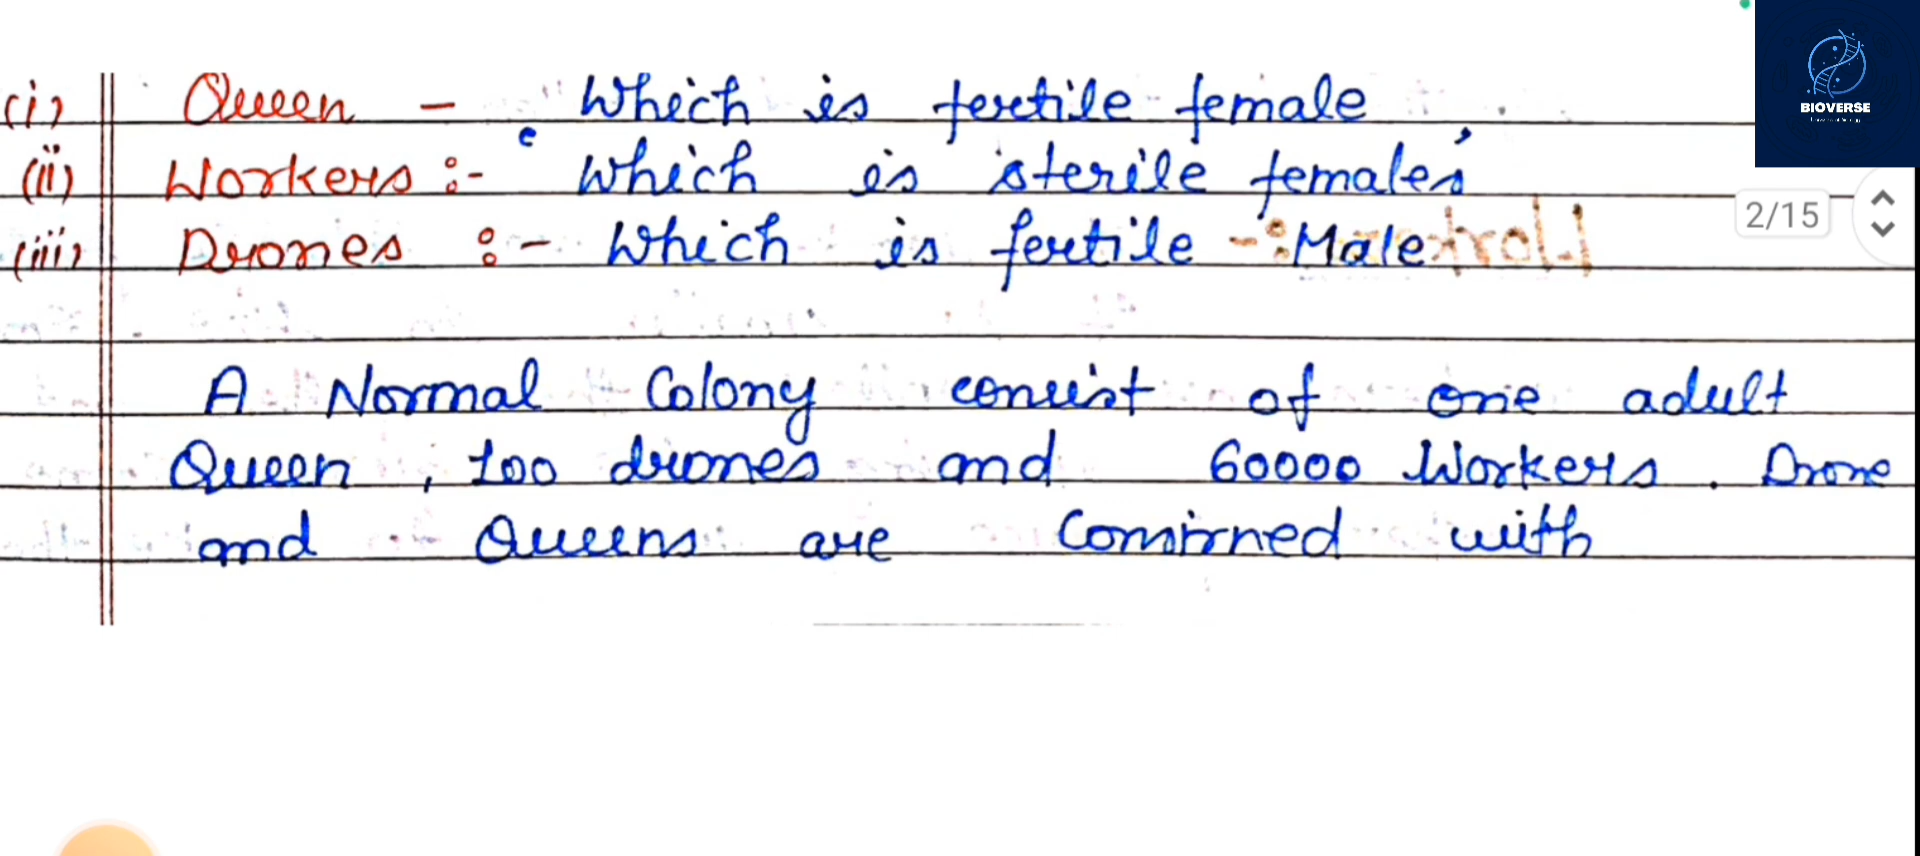 (i) Queen - Which is fertile female,
(ii) Workers :- Which is sterile females
(iii) Drones :- Which is fertile - Male
A Normal Colony consist of one adult
Queen, 100 drones and 60000 Workers. Drone
and Queens are Comirned with
BIOVERSE
2/15